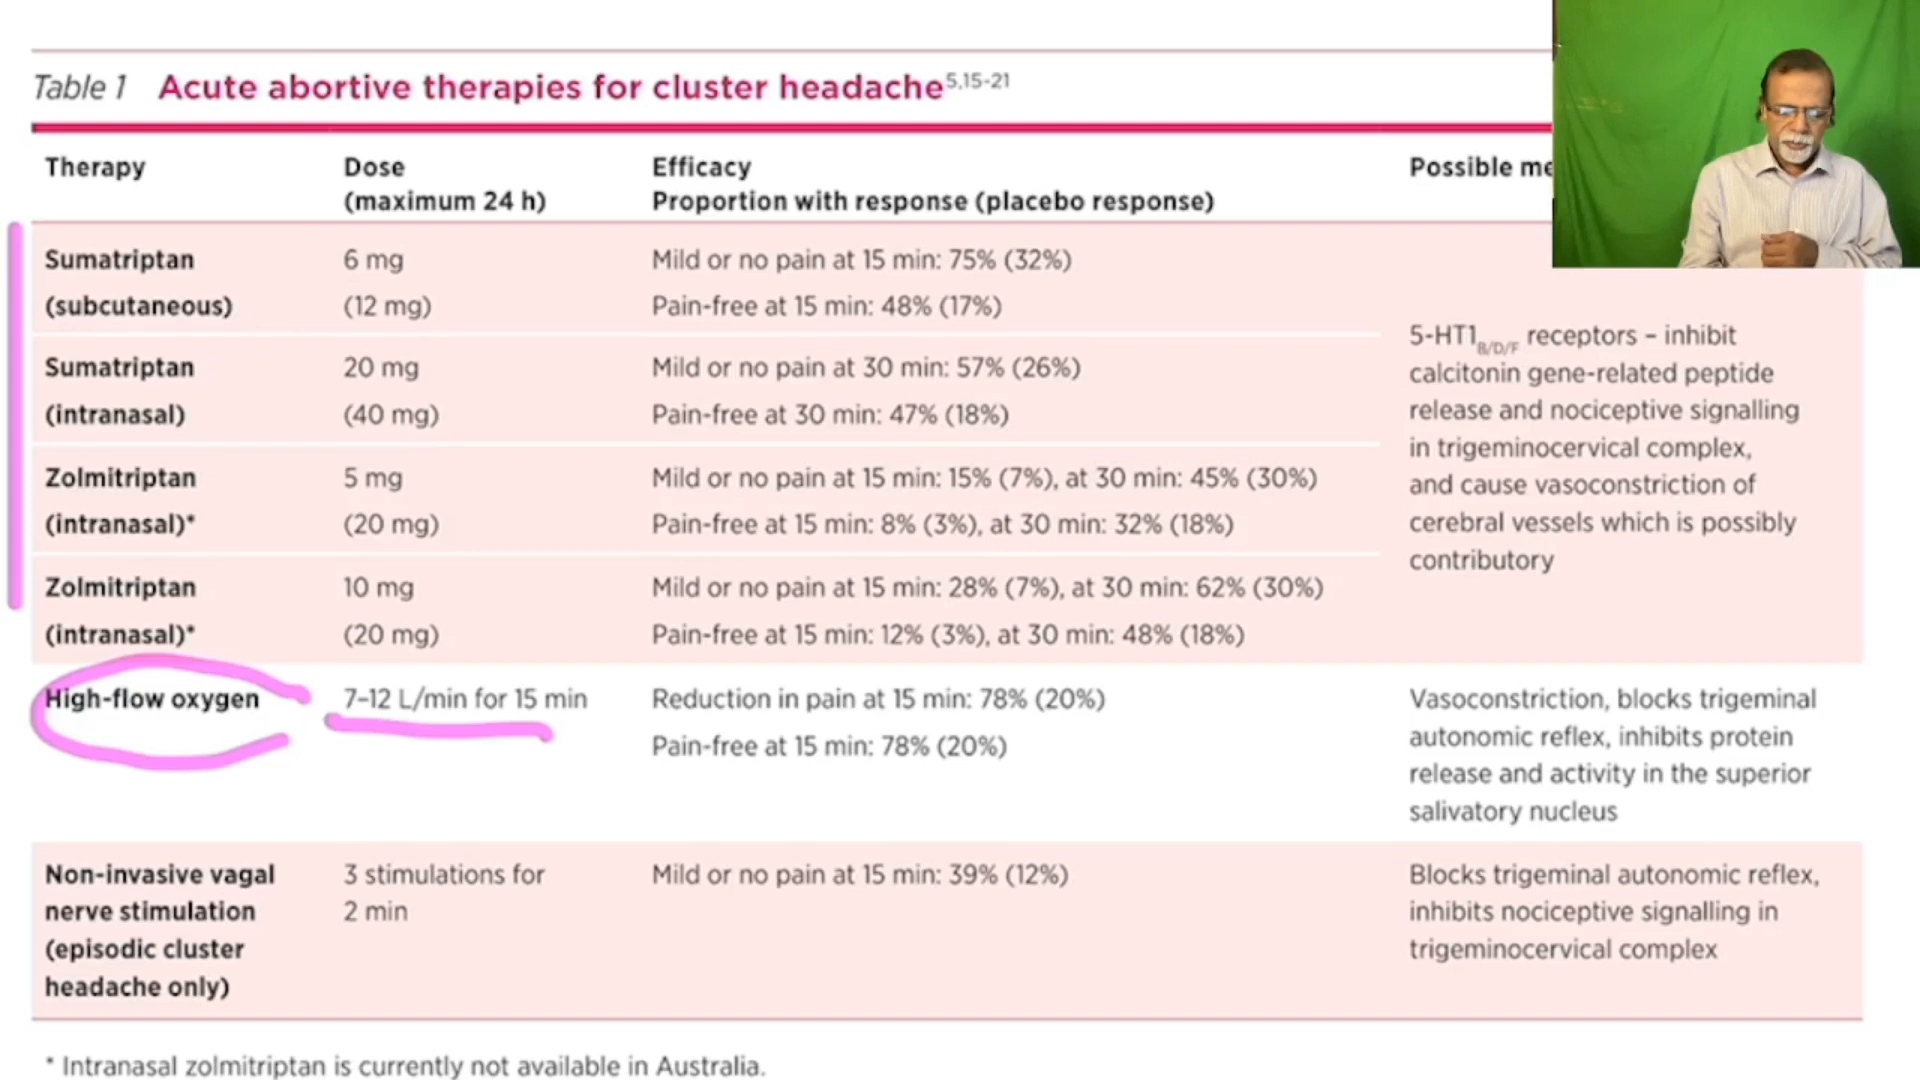 Table 1 Acute abortive therapies for cluster headache5,15-21
Therapy Dose Efficacy Possible me
(maximum 24 h) Proportion with response (placebo response)
Sumatriptan 6 mg Mild or no pain at 15 min: 75% (32%)
(subcutaneous) (12 mg) Pain-free at 15 min: 48% (17%)
Sumatriptan 20 mg Mild or no pain at 30 min: 57% (26%)
(intranasal) (40 mg) Pain-free at 30 min: 47% (18%)
Zolmitriptan 5 mg Mild or no pain at 15 min: 15% (7%), at 30 min: 45% (30%)
(intranasal)* (20 mg) Pain-free at 15 min: 8% (3%), at 30 min: 32% (18%)
Zolmitriptan 10 mg Mild or no pain at 15 min: 28% (7%), at 30 min: 62% (30%)
(intranasal)* (20 mg) Pain-free at 15 min: 12% (3%), at 30 min: 48% (18%)
5-HT1B/D/F receptors – inhibit
calcitonin gene-related peptide
release and nociceptive signalling
in trigeminocervical complex,
and cause vasoconstriction of
cerebral vessels which is possibly
contributory
High-flow oxygen 7–12 L/min for 15 min Reduction in pain at 15 min: 78% (20%) Vasoconstriction, blocks trigeminal
Pain-free at 15 min: 78% (20%) autonomic reflex, inhibits protein
release and activity in the superior
salivatory nucleus
Non-invasive vagal 3 stimulations for Mild or no pain at 15 min: 39% (12%) Blocks trigeminal autonomic reflex,
nerve stimulation 2 min inhibits nociceptive signalling in
(episodic cluster trigeminocervical complex
headache only)
* Intranasal zolmitriptan is currently not available in Australia.